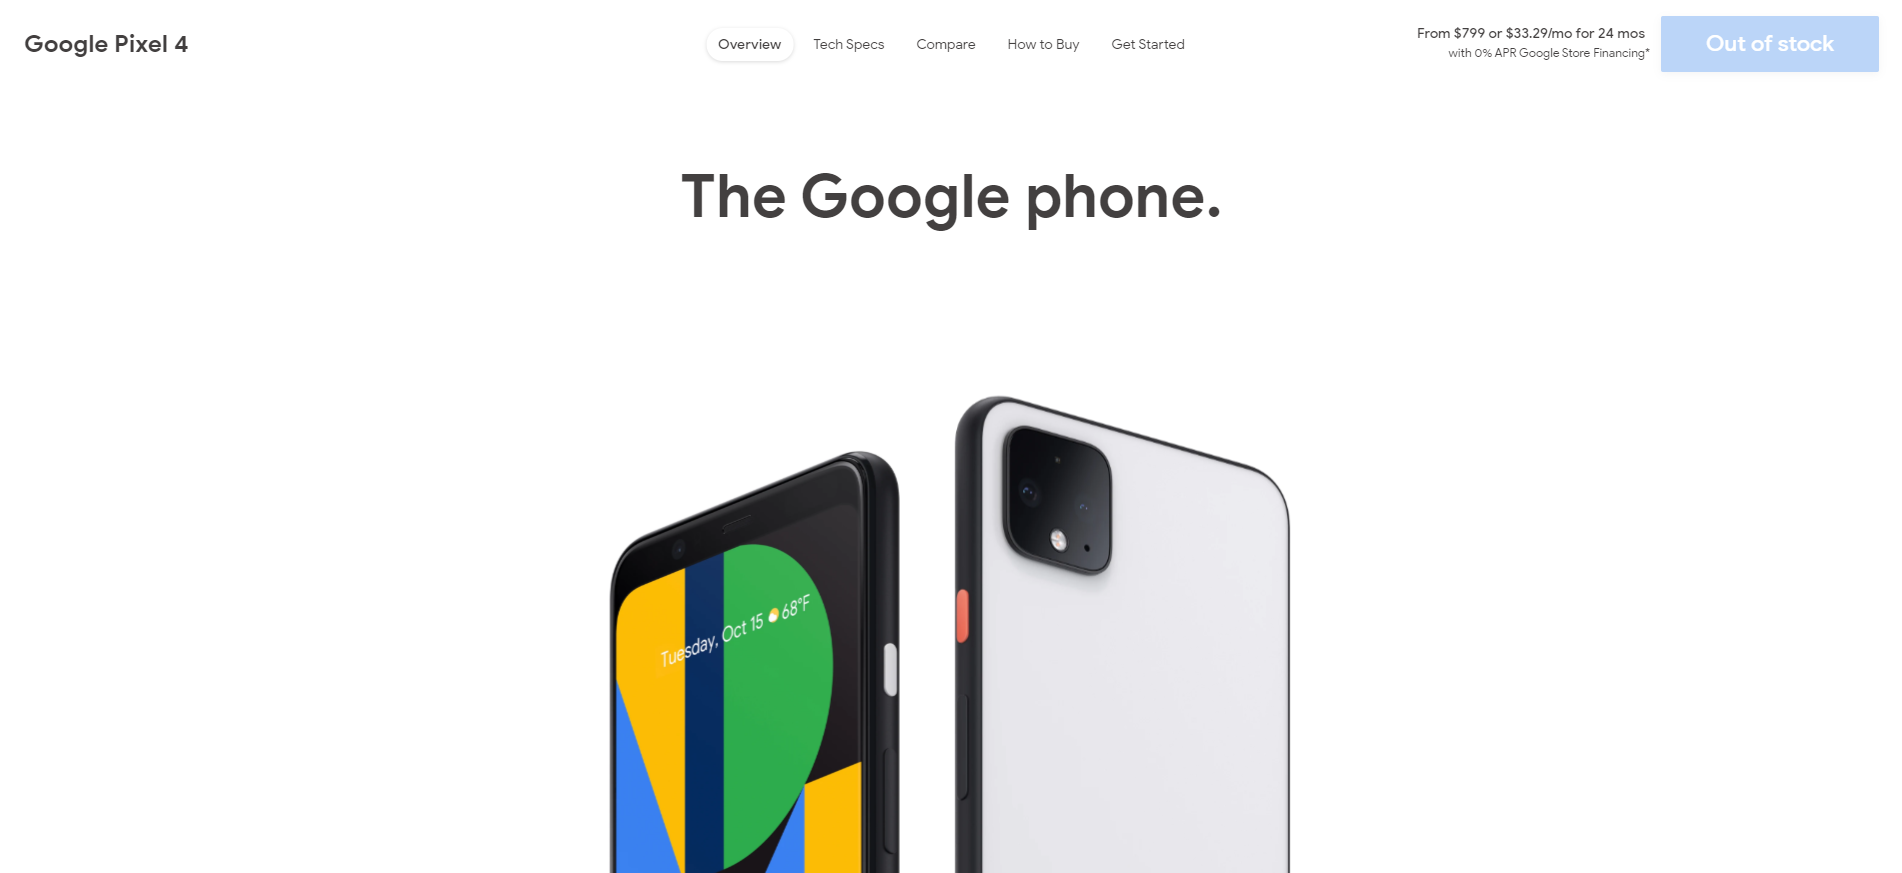 Google Pixel 4
Overview
Tech Specs
Compare
How to Buy
Get Started
From $799 or $33.29/mo for 24 mos
with 0% APR Google Store Financing*
Out of stock
The Google phone.
Tuesday, Oct 15 68°F